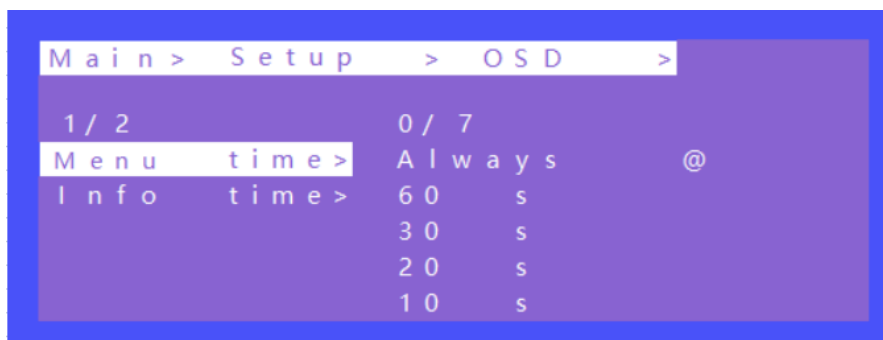 Main> Setup > OSD >
1/2 0/7
Menu time> Always @
Info time> 60 s
30 s
20 s
10 s